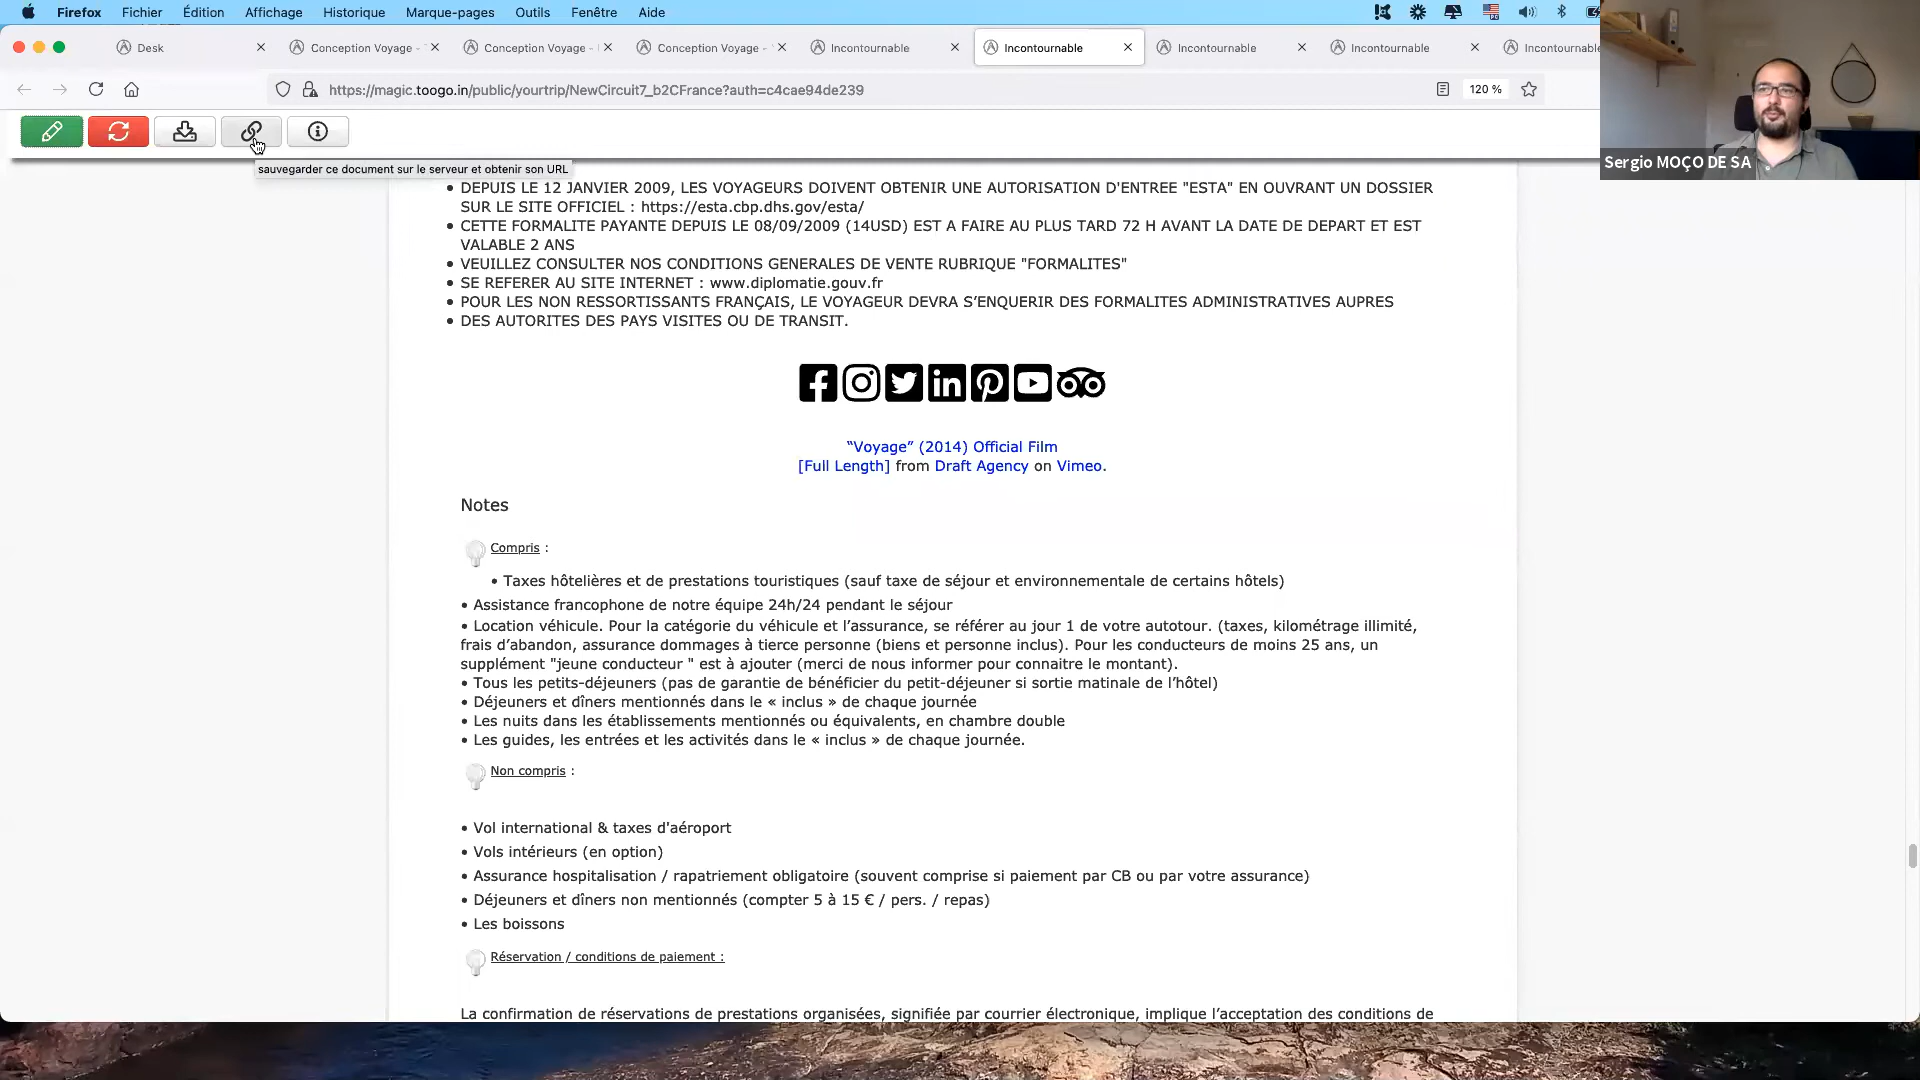 Firefox Fichier Édition Affichage Historique Marque-pages Outils Fenêtre Aide
Desk
Conception Voyage -
Conception Voyage -
Conception Voyage -
Incontournable
Incontournable
Incontournable
Incontournable
Incontournable
https://magic.toogo.in/public/yourtrip/NewCircuit7_b2CFrance?auth=c4cae94de239
120 %
Sergio MOÇO DE SA
sauvegarder ce document sur le serveur et obtenir son URL
• DEPUIS LE 12 JANVIER 2009, LES VOYAGEURS DOIVENT OBTENIR UNE AUTORISATION D'ENTREE "ESTA" EN OUVRANT UN DOSSIER
SUR LE SITE OFFICIEL : https://esta.cbp.dhs.gov/esta/
• CETTE FORMALITE PAYANTE DEPUIS LE 08/09/2009 (14USD) EST A FAIRE AU PLUS TARD 72 H AVANT LA DATE DE DEPART ET EST
VALABLE 2 ANS
• VEUILLEZ CONSULTER NOS CONDITIONS GENERALES DE VENTE RUBRIQUE "FORMALITES"
• SE REFERER AU SITE INTERNET : www.diplomatie.gouv.fr
• POUR LES NON RESSORTISSANTS FRANÇAIS, LE VOYAGEUR DEVRA S’ENQUERIR DES FORMALITES ADMINISTRATIVES AUPRES
• DES AUTORITES DES PAYS VISITES OU DE TRANSIT.
“Voyage” (2014) Official Film
[Full Length] from Draft Agency on Vimeo.
Notes
Compris :
• Taxes hôtelières et de prestations touristiques (sauf taxe de séjour et environnementale de certains hôtels)
• Assistance francophone de notre équipe 24h/24 pendant le séjour
• Location véhicule. Pour la catégorie du véhicule et l’assurance, se référer au jour 1 de votre autotour. (taxes, kilométrage illimité,
frais d’abandon, assurance dommages à tierce personne (biens et personne inclus). Pour les conducteurs de moins 25 ans, un
supplément "jeune conducteur " est à ajouter (merci de nous informer pour connaitre le montant).
• Tous les petits-déjeuners (pas de garantie de bénéficier du petit-déjeuner si sortie matinale de l’hôtel)
• Déjeuners et dîners mentionnés dans le « inclus » de chaque journée
• Les nuits dans les établissements mentionnés ou équivalents, en chambre double
• Les guides, les entrées et les activités dans le « inclus » de chaque journée.
Non compris :
• Vol international & taxes d'aéroport
• Vols intérieurs (en option)
• Assurance hospitalisation / rapatriement obligatoire (souvent comprise si paiement par CB ou par votre assurance)
• Déjeuners et dîners non mentionnés (compter 5 à 15 € / pers. / repas)
• Les boissons
Réservation / conditions de paiement :
La confirmation de réservations de prestations organisées, signifiée par courrier électronique, implique l’acceptation des conditions de